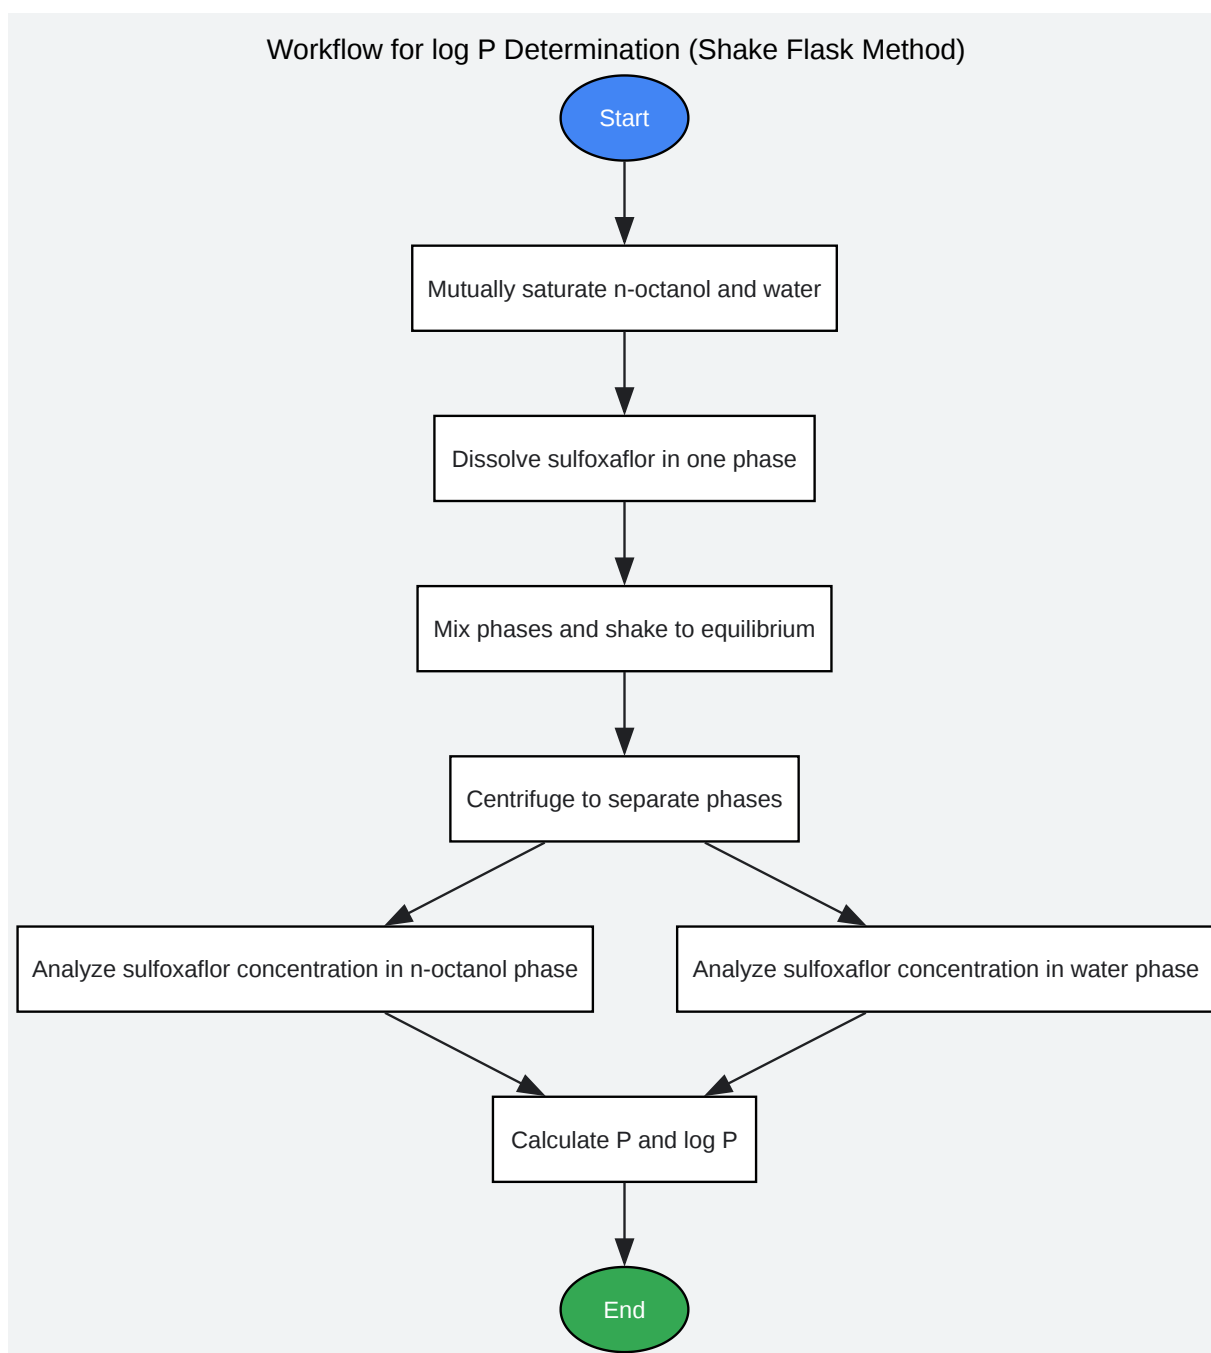 Workflow for log P Determination (Shake Flask Method)
Start
Mutually saturate n-octanol and water
Dissolve sulfoxaflor in one phase
Mix phases and shake to equilibrium
Centrifuge to separate phases
Analyze sulfoxaflor concentration in n-octanol phase
Analyze sulfoxaflor concentration in water phase
Calculate P and log P
End